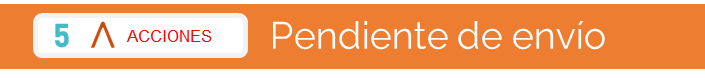 5 ACCIONES Pendiente de envío